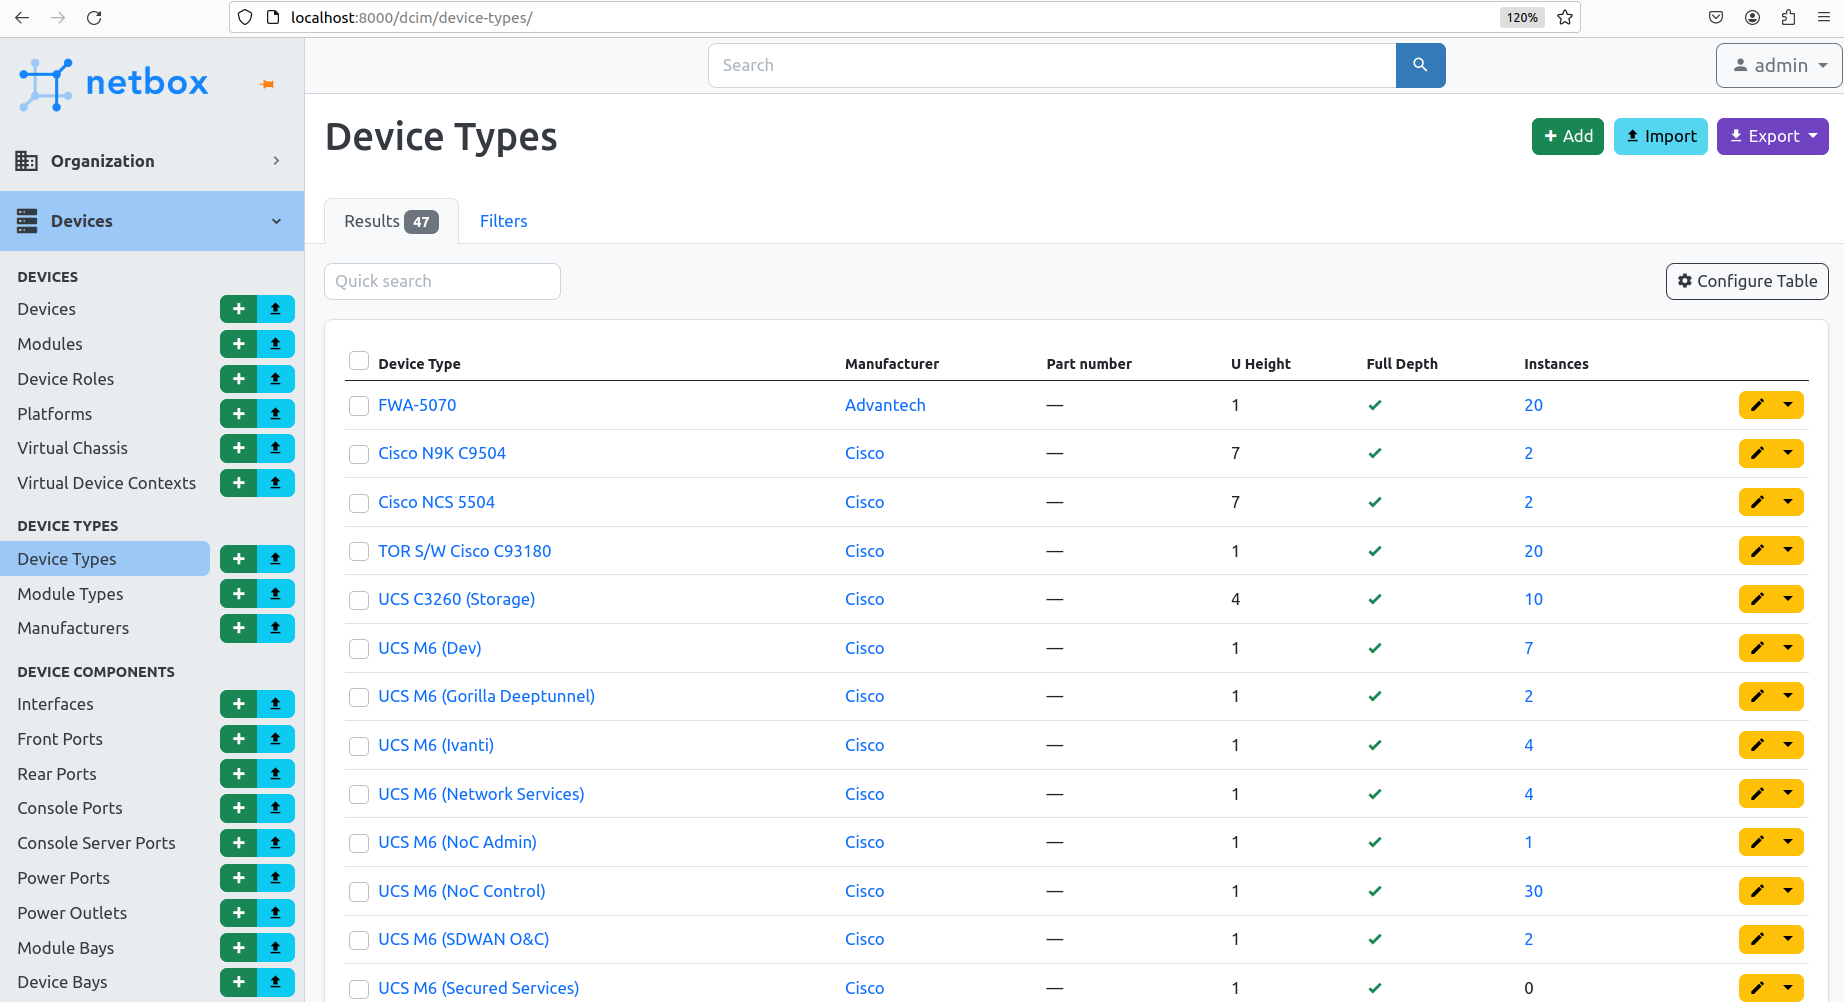 localhost:8000/dcim/device-types/
120%
netbox
Search
admin
Organization
Devices
DEVICES
Devices
Modules
Device Roles
Platforms
Virtual Chassis
Virtual Device Contexts
DEVICE TYPES
Device Types
Module Types
Manufacturers
DEVICE COMPONENTS
Interfaces
Front Ports
Rear Ports
Console Ports
Console Server Ports
Power Ports
Power Outlets
Module Bays
Device Bays
Device Types
Add Import Export
Results 47 Filters
Quick search
Configure Table
Device Type Manufacturer Part number U Height Full Depth Instances
FWA-5070 Advantech — 1 20
Cisco N9K C9504 Cisco — 7 2
Cisco NCS 5504 Cisco — 7 2
TOR S/W Cisco C93180 Cisco — 1 20
UCS C3260 (Storage) Cisco — 4 10
UCS M6 (Dev) Cisco — 1 7
UCS M6 (Gorilla Deeptunnel) Cisco — 1 2
UCS M6 (Ivanti) Cisco — 1 4
UCS M6 (Network Services) Cisco — 1 4
UCS M6 (NoC Admin) Cisco — 1 1
UCS M6 (NoC Control) Cisco — 1 30
UCS M6 (SDWAN O&C) Cisco — 1 2
UCS M6 (Secured Services) Cisco — 1 0